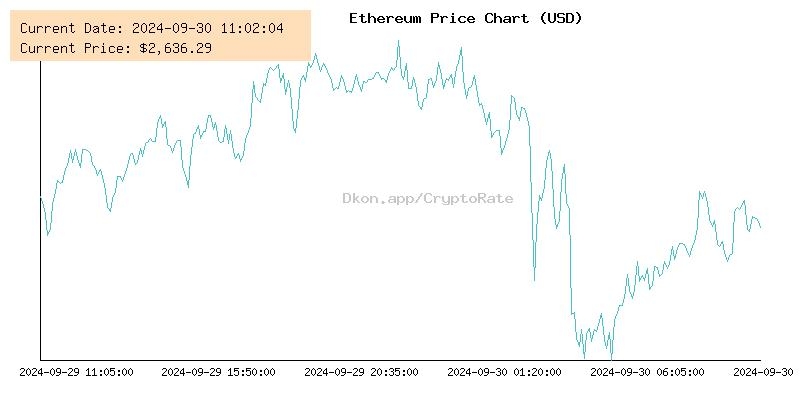 Ethereum Price Chart (USD)
Current Date: 2024-09-30 11:02:04
Current Price: $2,636.29
Dkon.app/CryptoRate
2024-09-29 11:05:00 2024-09-29 15:50:00 2024-09-29 20:35:00 2024-09-30 01:20:00 2024-09-30 06:05:00 2024-09-30